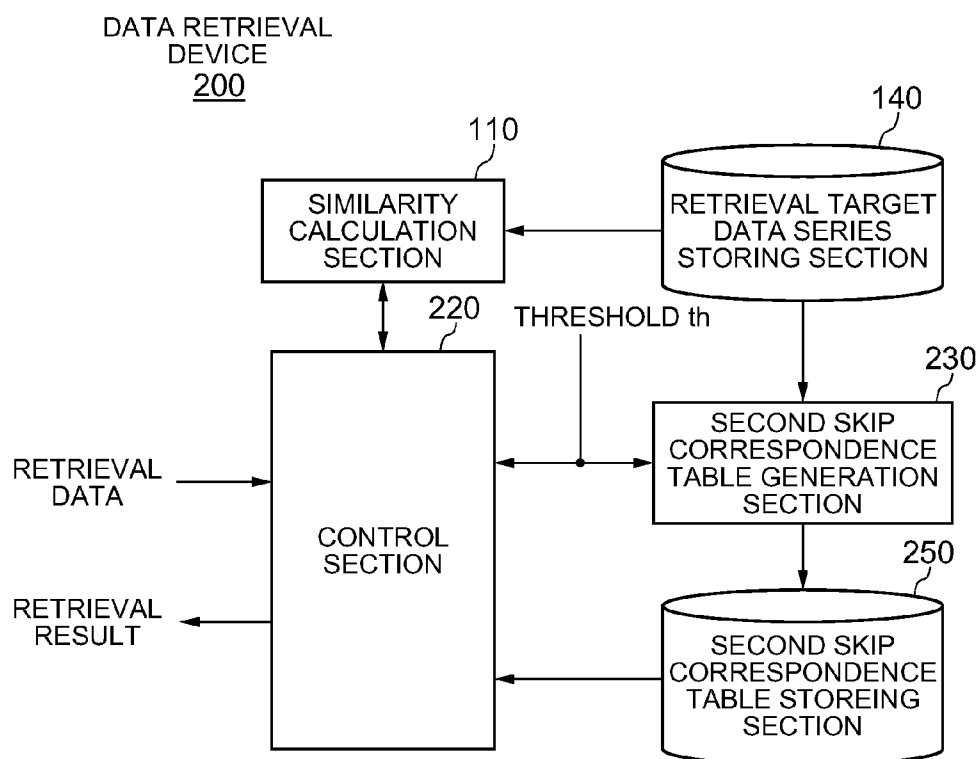 DATA RETRIEVAL
DEVICE
200
140
110
SIMILARITY
CALCULATION
SECTION
RETRIEVAL TARGET
DATA SERIES
STORING SECTION
220
THRESHOLD th
230
SECOND SKIP
CORRESPONDENCE
TABLE GENERATION
SECTION
RETRIEVAL
DATA
CONTROL
SECTION
250
RETRIEVAL
RESULT
SECOND SKIP
CORRESPONDENCE
TABLE STOREING
SECTION